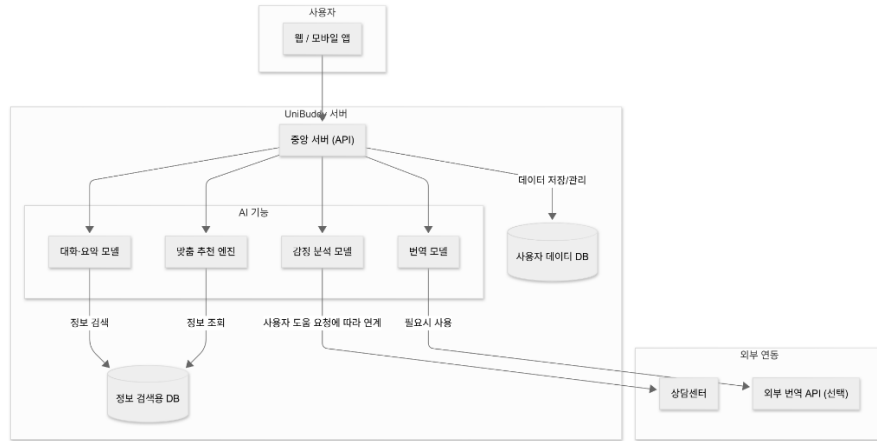 사용자
웹 / 모바일 앱
UniBuddy 서버
중앙 서버 (API)
데이터 저장/관리
AI 기능
대화·요약 모델
맞춤 추천 엔진
감정 분석 모델
번역 모델
사용자 데이터 DB
정보 검색
정보 조회
사용자 도움 요청에 따라 연계
필요시 사용
외부 연동
정보 검색용 DB
상담센터
외부 번역 API (선택)